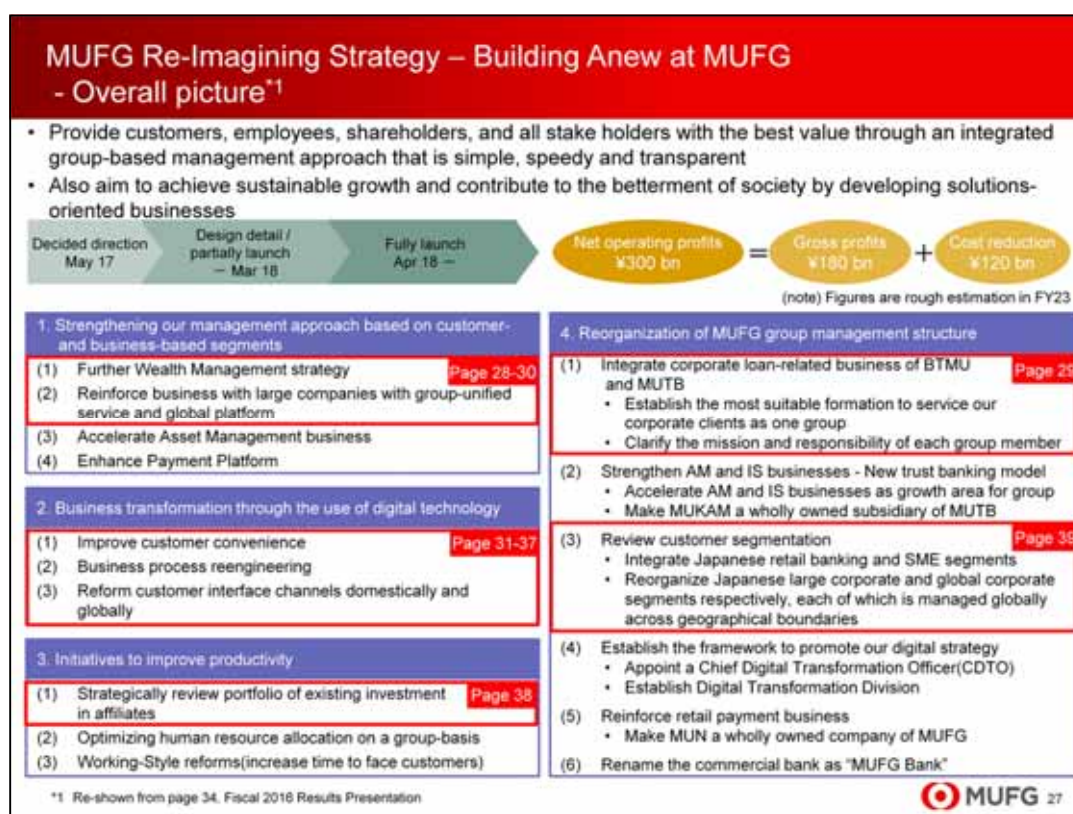 MUFG Re-Imagining Strategy – Building Anew at MUFG
- Overall picture*1
• Provide customers, employees, shareholders, and all stake holders with the best value through an integrated
group-based management approach that is simple, speedy and transparent
• Also aim to achieve sustainable growth and contribute to the betterment of society by developing solutions-
oriented businesses
Decided direction
May 17
Design detail /
partially launch
－ Mar 18
Fully launch
Apr 18 －
Net operating profits
¥300 bn
=
Gross profits
¥180 bn
+
Cost reduction
¥120 bn
(note) Figures are rough estimation in FY23
1. Strengthening our management approach based on customer-
and business-based segments
(1) Further Wealth Management strategy
Page 28-30
(2) Reinforce business with large companies with group-unified
service and global platform
(3) Accelerate Asset Management business
(4) Enhance Payment Platform
2. Business transformation through the use of digital technology
(1) Improve customer convenience
Page 31-37
(2) Business process reengineering
(3) Reform customer interface channels domestically and
globally
3. Initiatives to improve productivity
(1) Strategically review portfolio of existing investment
in affiliates
Page 38
(2) Optimizing human resource allocation on a group-basis
(3) Working-Style reforms(increase time to face customers)
4. Reorganization of MUFG group management structure
(1) Integrate corporate loan-related business of BTMU
and MUTB
Page 29
• Establish the most suitable formation to service our
corporate clients as one group
• Clarify the mission and responsibility of each group member
(2) Strengthen AM and IS businesses - New trust banking model
• Accelerate AM and IS businesses as growth area for group
• Make MUKAM a wholly owned subsidiary of MUTB
(3) Review customer segmentation
Page 39
• Integrate Japanese retail banking and SME segments
• Reorganize Japanese large corporate and global corporate
segments respectively, each of which is managed globally
across geographical boundaries
(4) Establish the framework to promote our digital strategy
• Appoint a Chief Digital Transformation Officer(CDTO)
• Establish Digital Transformation Division
(5) Reinforce retail payment business
• Make MUN a wholly owned company of MUFG
(6) Rename the commercial bank as “MUFG Bank”
*1 Re-shown from page 34, Fiscal 2016 Results Presentation
MUFG 27